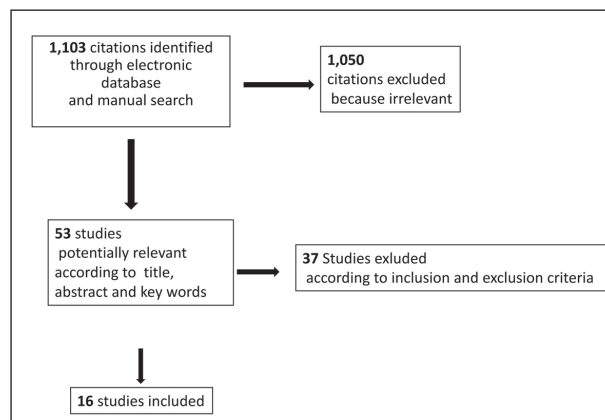 1,103 citations identified
through electronic
database
and manual search
1,050
citations excluded
because irrelevant
53 studies
potentially relevant
according to title,
abstract and key words
37 Studies exluded
according to inclusion and exclusion criteria
16 studies included